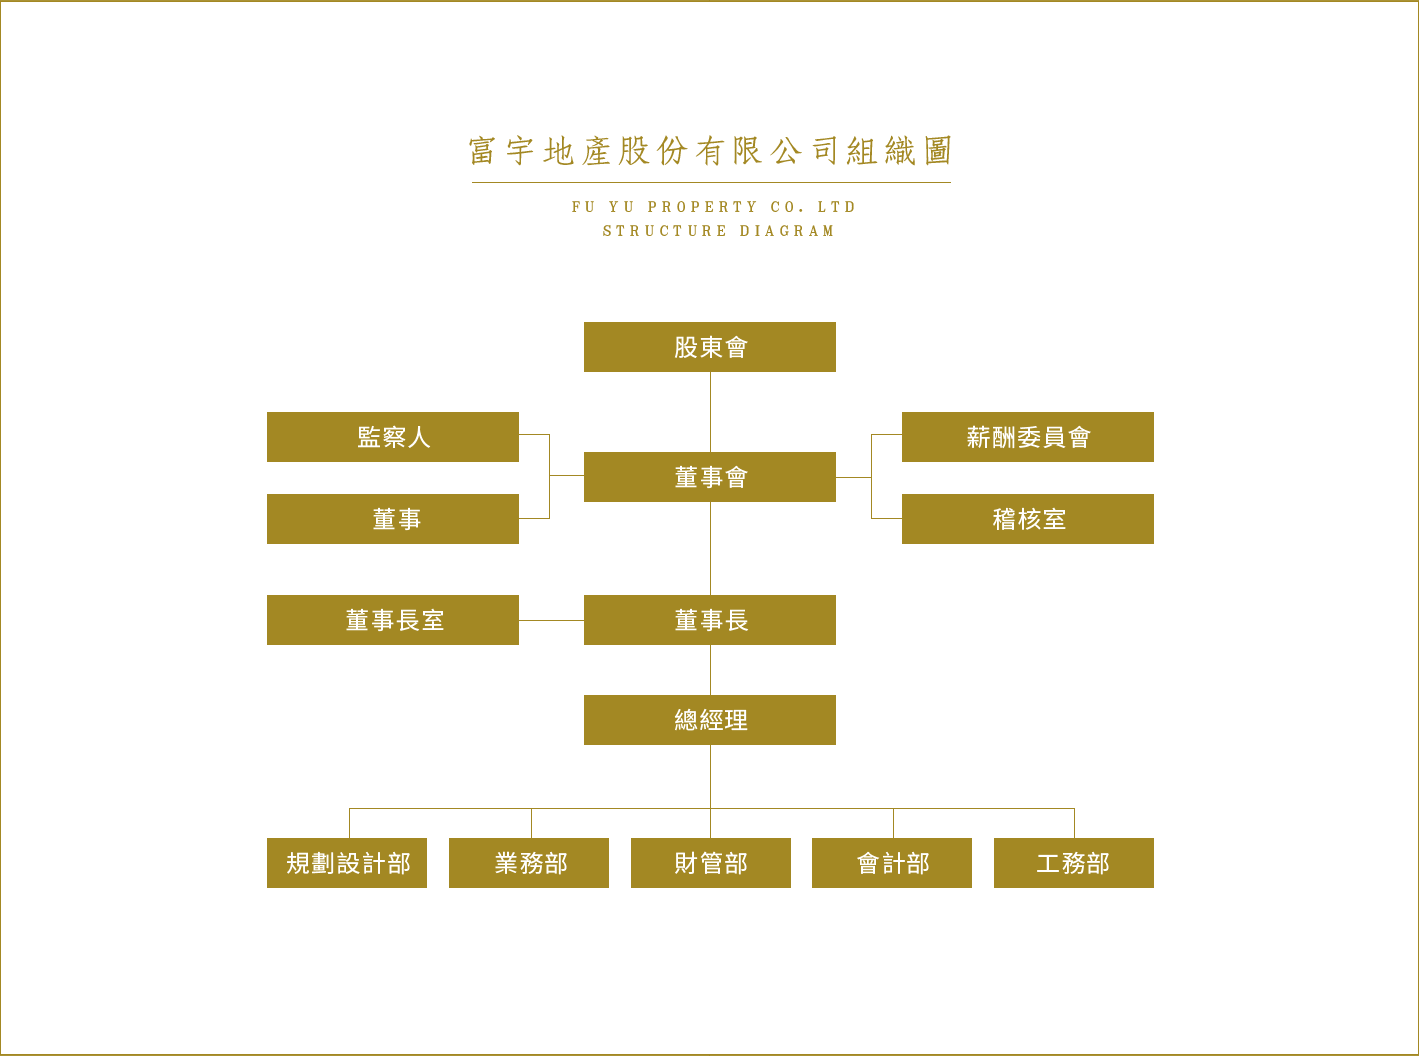 富宇地產股份有限公司組織圖
FU YU PROPERTY CO. LTD
STRUCTURE DIAGRAM
股東會
監察人
薪酬委員會
董事會
董事
稽核室
董事長室
董事長
總經理
規劃設計部
業務部
財管部
會計部
工務部